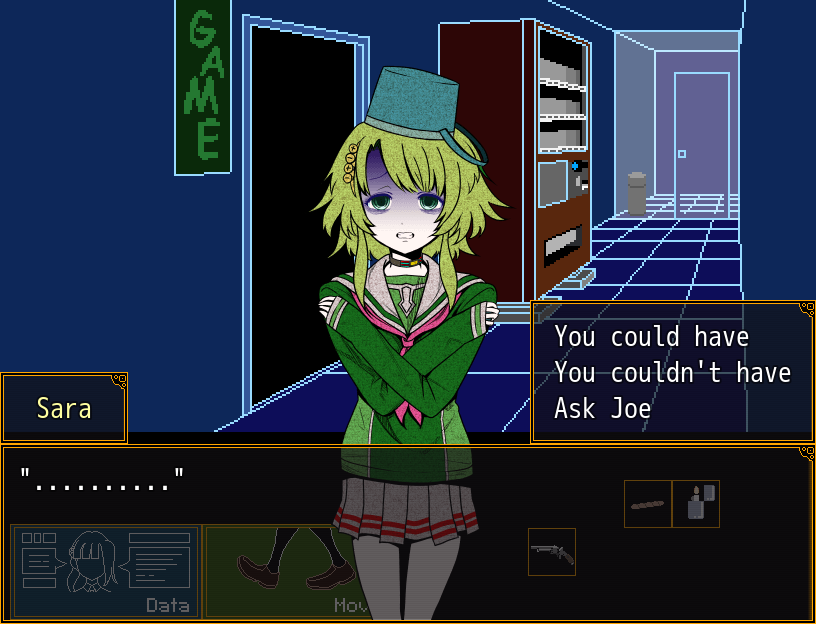 GAME
You could have
You couldn't have
Ask Joe
Sara
".........."
Data
Mov